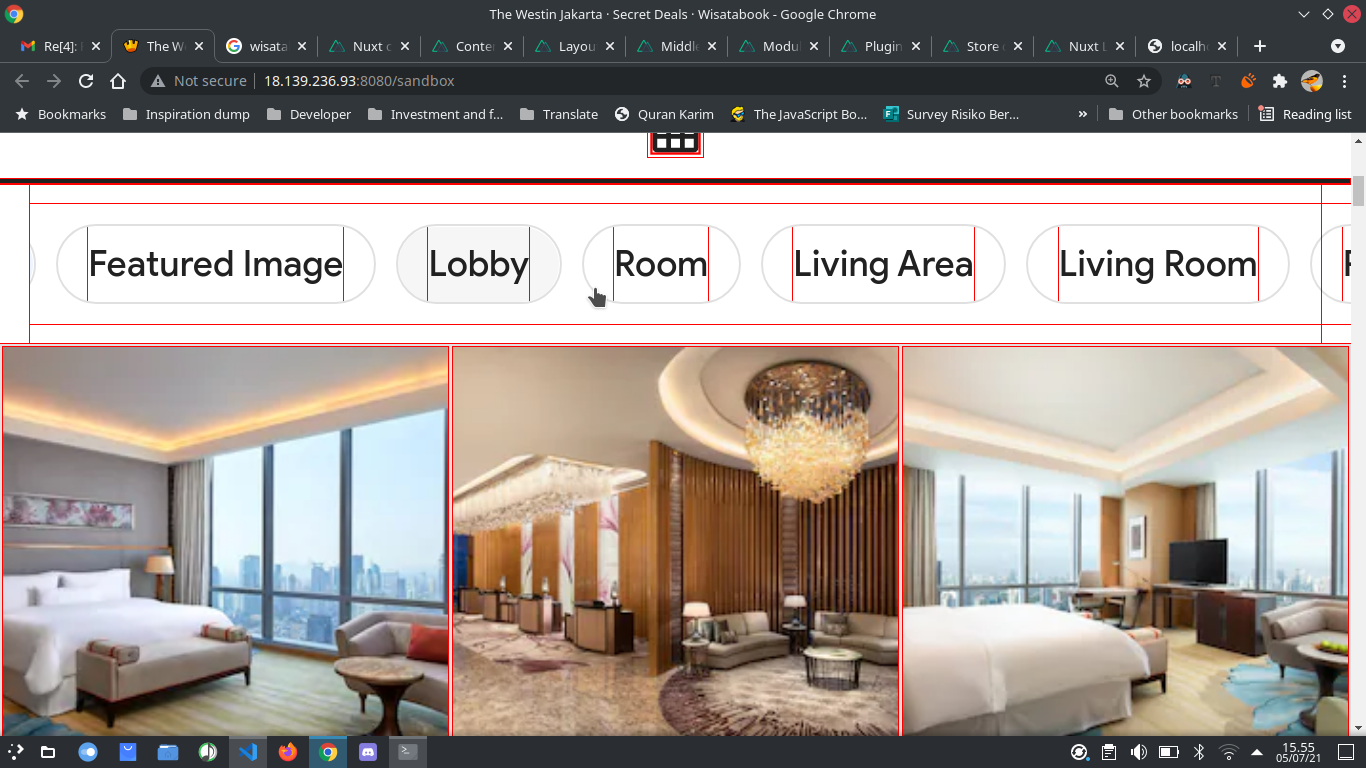 The Westin Jakarta · Secret Deals · Wisatabook - Google Chrome
Re[4]: The W wisata Nuxt c Conte Layou Middl Modu Plugin Store Nuxt L localh
Not secure 18.139.236.93:8080/sandbox
Bookmarks Inspiration dump Developer Investment and f... Translate Quran Karim The JavaScript Bo... Survey Risiko Ber... » Other bookmarks Reading list
Featured Image Lobby Room Living Area Living Room
15.55
05/07/21